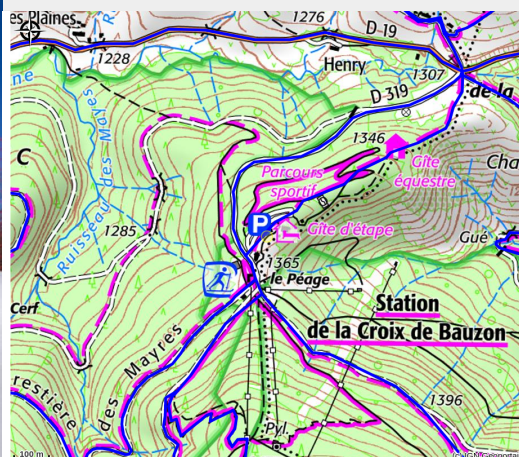 es Plaines
1276
D 19
1228
Henry
1307
de la
D 319
ne
1346
C
Parcours
sportif
Gîte
équestre
Cha
Ruisseau des Mayes
P
Gîte d'étape
1285
Gué
1365
le Péage
Cerf
Station
de la Croix de Bauzon
des Mayres
restière
1396
Pyl.
100 m